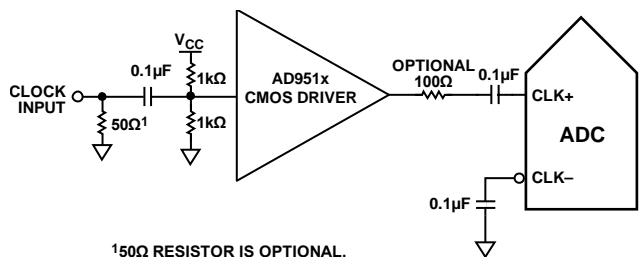 V_CC
0.1µF
1kΩ
CLOCK
INPUT
50Ω¹
1kΩ
AD951x
CMOS DRIVER
OPTIONAL
100Ω
0.1µF
CLK+
ADC
CLK–
0.1µF
¹50Ω RESISTOR IS OPTIONAL.